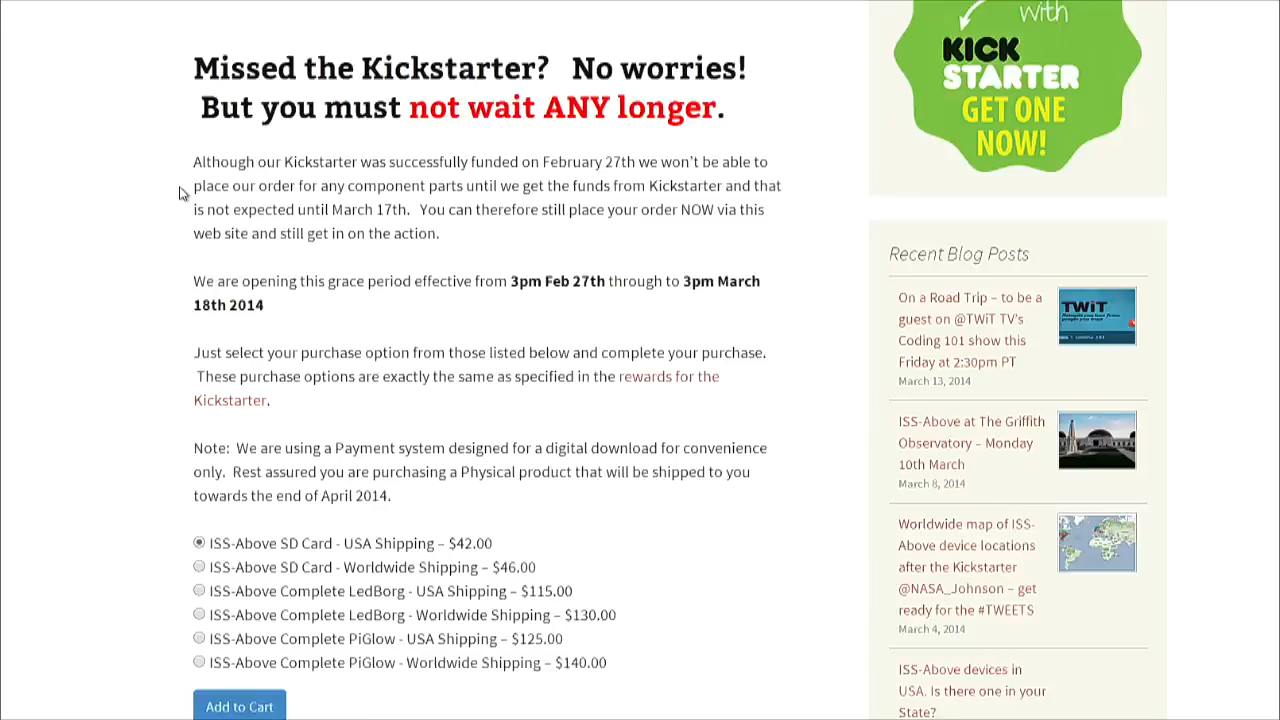 Missed the Kickstarter? No worries!
But you must not wait ANY longer.
Although our Kickstarter was successfully funded on February 27th we won't be able to
place our order for any component parts until we get the funds from Kickstarter and that
is not expected until March 17th. You can therefore still place your order NOW via this
web site and still get in on the action.
We are opening this grace period effective from 3pm Feb 27th through to 3pm March
18th 2014
Just select your purchase option from those listed below and complete your purchase.
These purchase options are exactly the same as specified in the rewards for the
Kickstarter.
Note: We are using a Payment system designed for a digital download for convenience
only. Rest assured you are purchasing a Physical product that will be shipped to you
towards the end of April 2014.
ISS-Above SD Card - USA Shipping – $42.00
ISS-Above SD Card - Worldwide Shipping – $46.00
ISS-Above Complete LedBorg - USA Shipping – $115.00
ISS-Above Complete LedBorg - Worldwide Shipping – $130.00
ISS-Above Complete PiGlow - USA Shipping – $125.00
ISS-Above Complete PiGlow - Worldwide Shipping – $140.00
Add to Cart
with
KICK
STARTER
GET ONE
NOW!
Recent Blog Posts
On a Road Trip – to be a
guest on @TWiT TV's
Coding 101 show this
Friday at 2:30pm PT
March 13, 2014
TWiT
ISS-Above at The Griffith
Observatory – Monday
10th March
March 8, 2014
Worldwide map of ISS-
Above device locations
after the Kickstarter
@NASA_Johnson – get
ready for the #TWEETS
March 4, 2014
ISS-Above devices in
USA. Is there one in your
State?